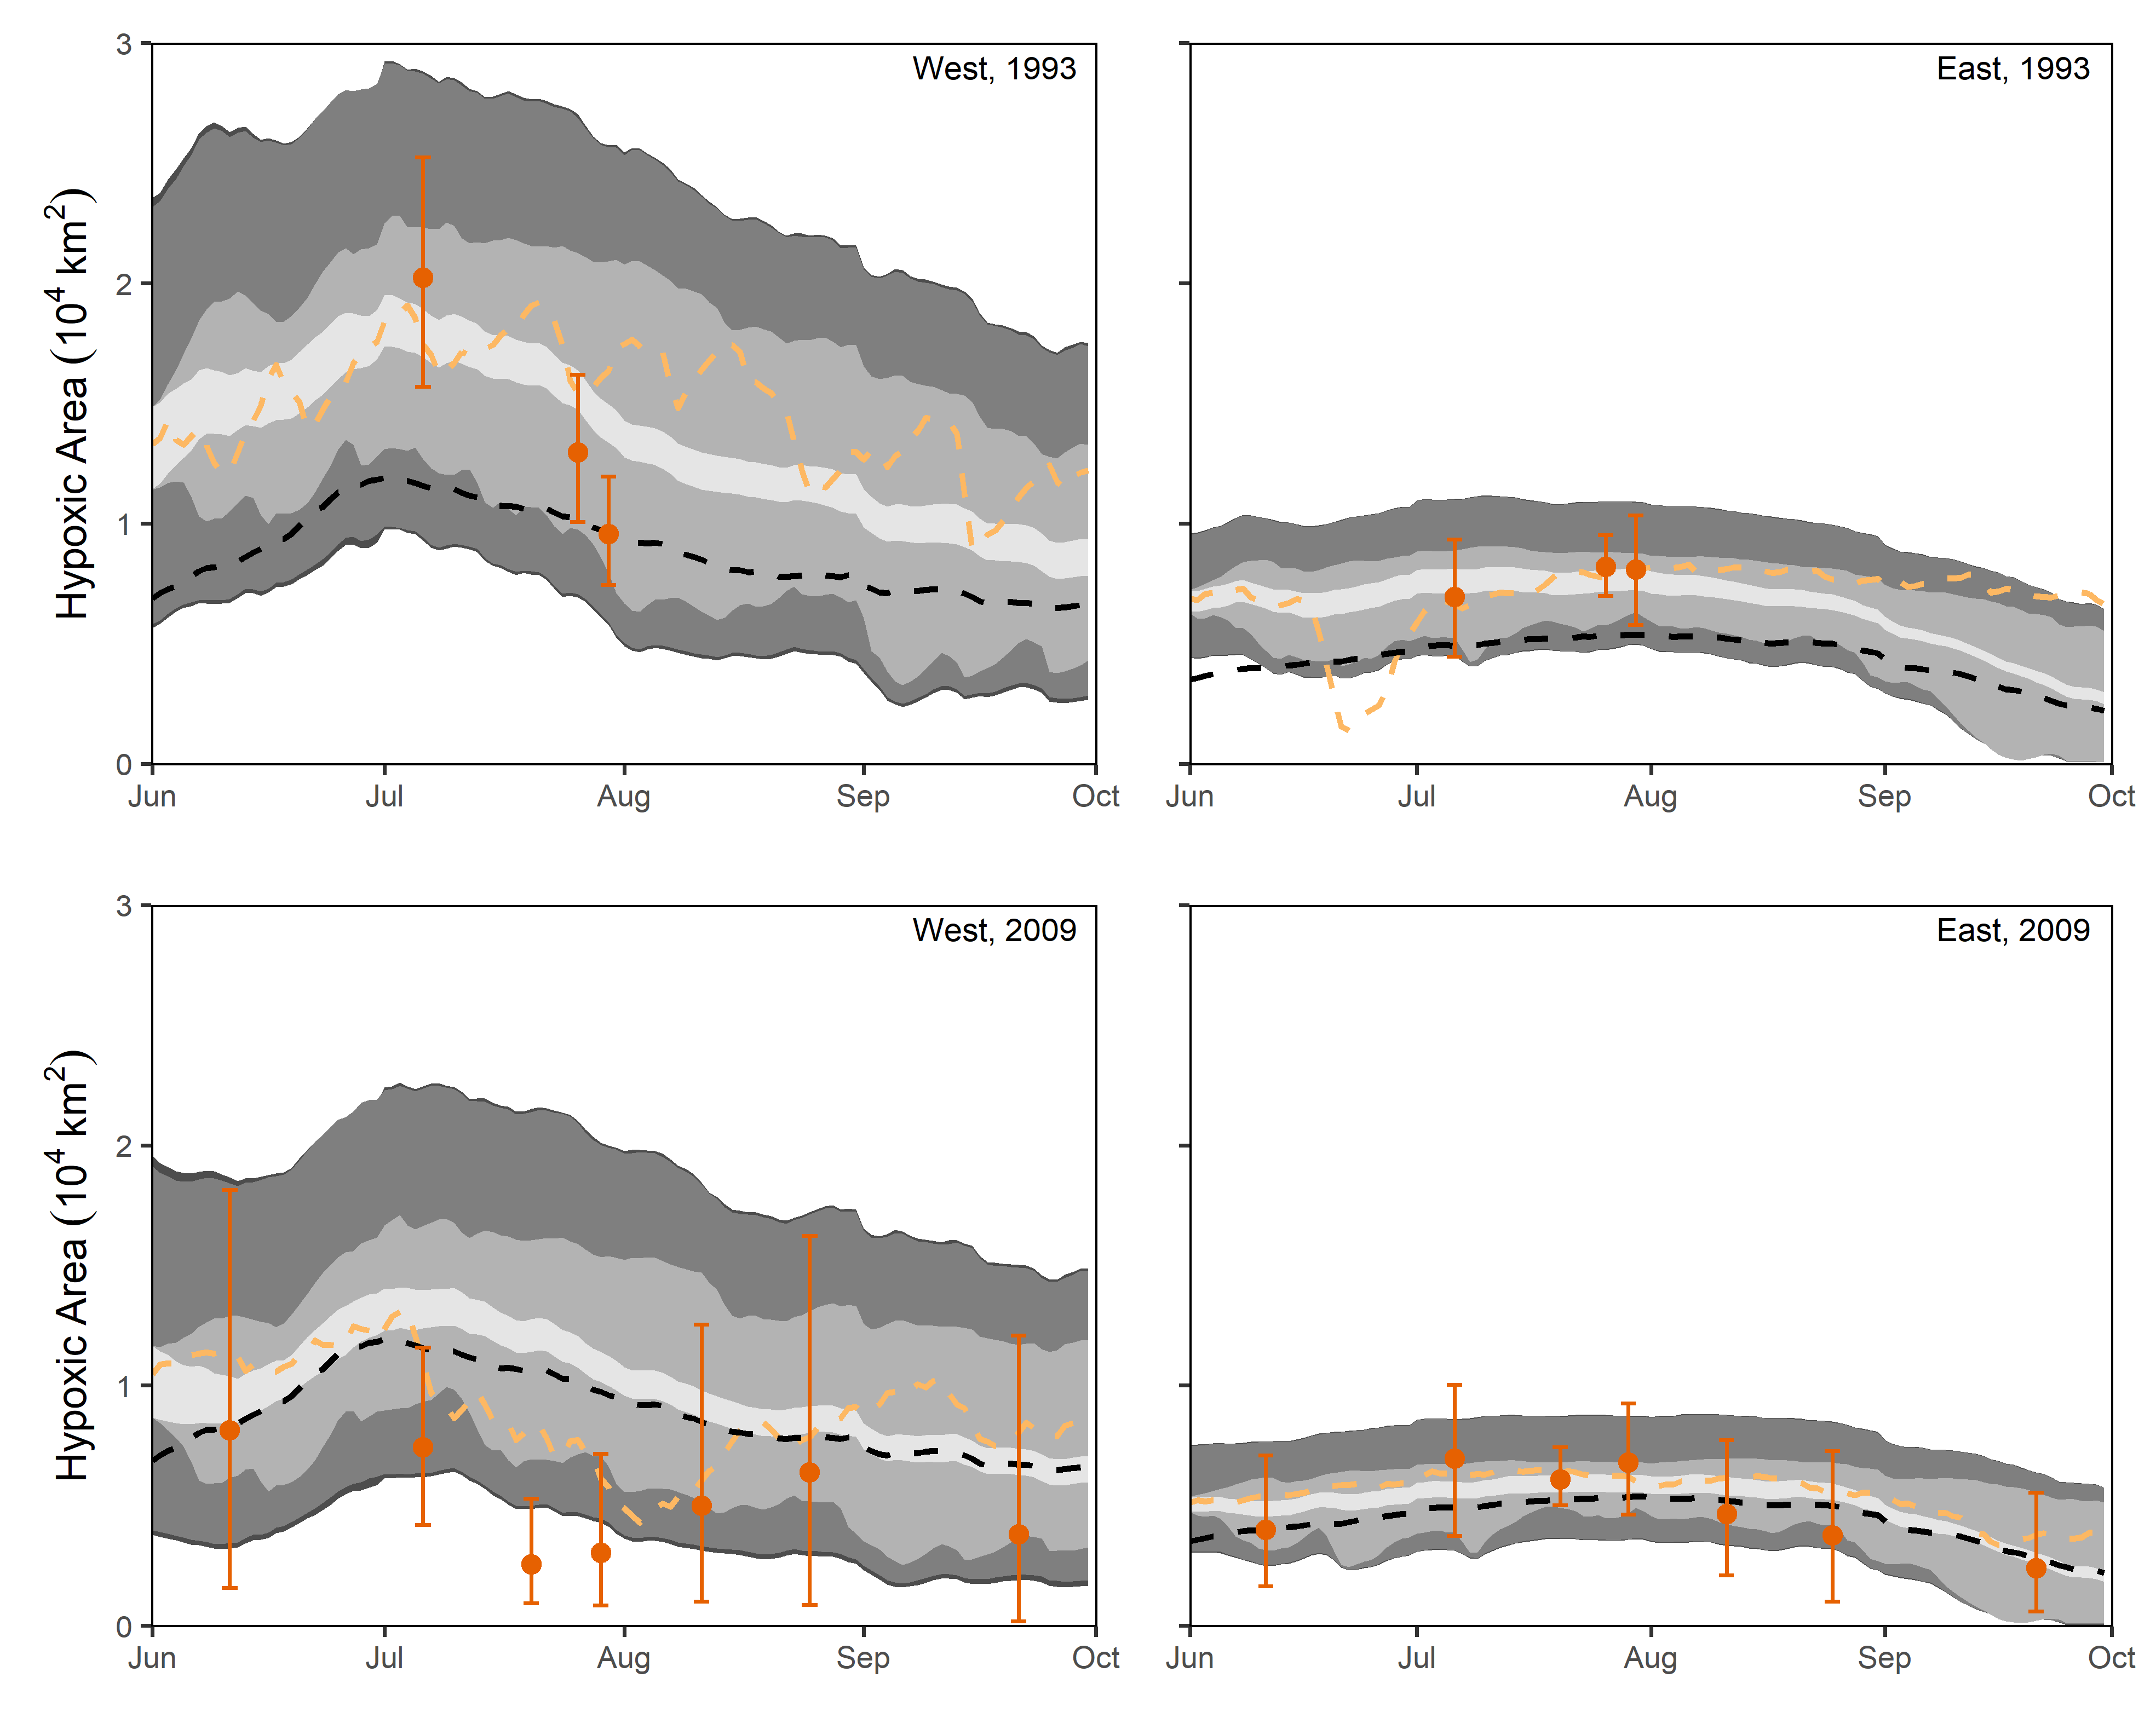 West, 1993
East, 1993
Hypoxic Area (10⁴ km²)
3
2
1
0
Jun Jul Aug Sep Oct
Jun Jul Aug Sep Oct
West, 2009
East, 2009
Hypoxic Area (10⁴ km²)
3
2
1
0
Jun Jul Aug Sep Oct
Jun Jul Aug Sep Oct